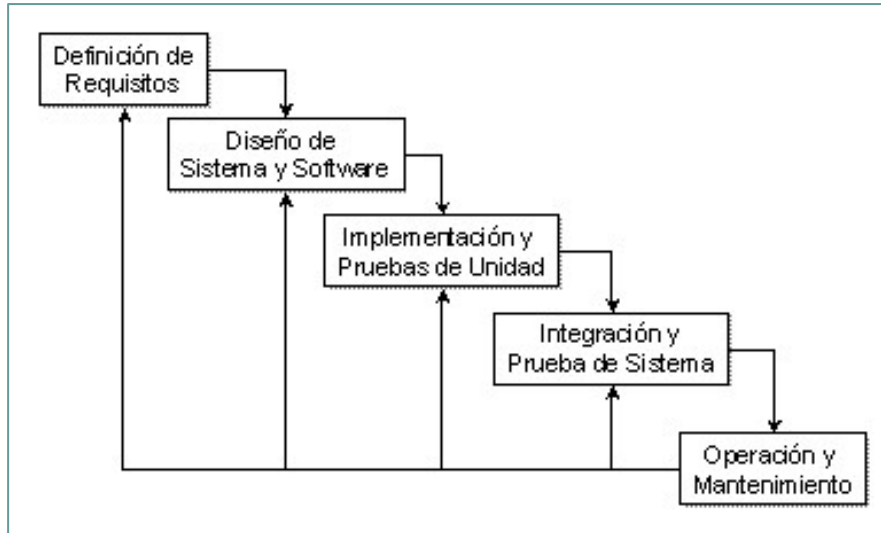 Definición de
Requisitos
Diseño de
Sistema y Software
Implementación y
Pruebas de Unidad
Integración y
Prueba de Sistema
Operación y
Mantenimiento